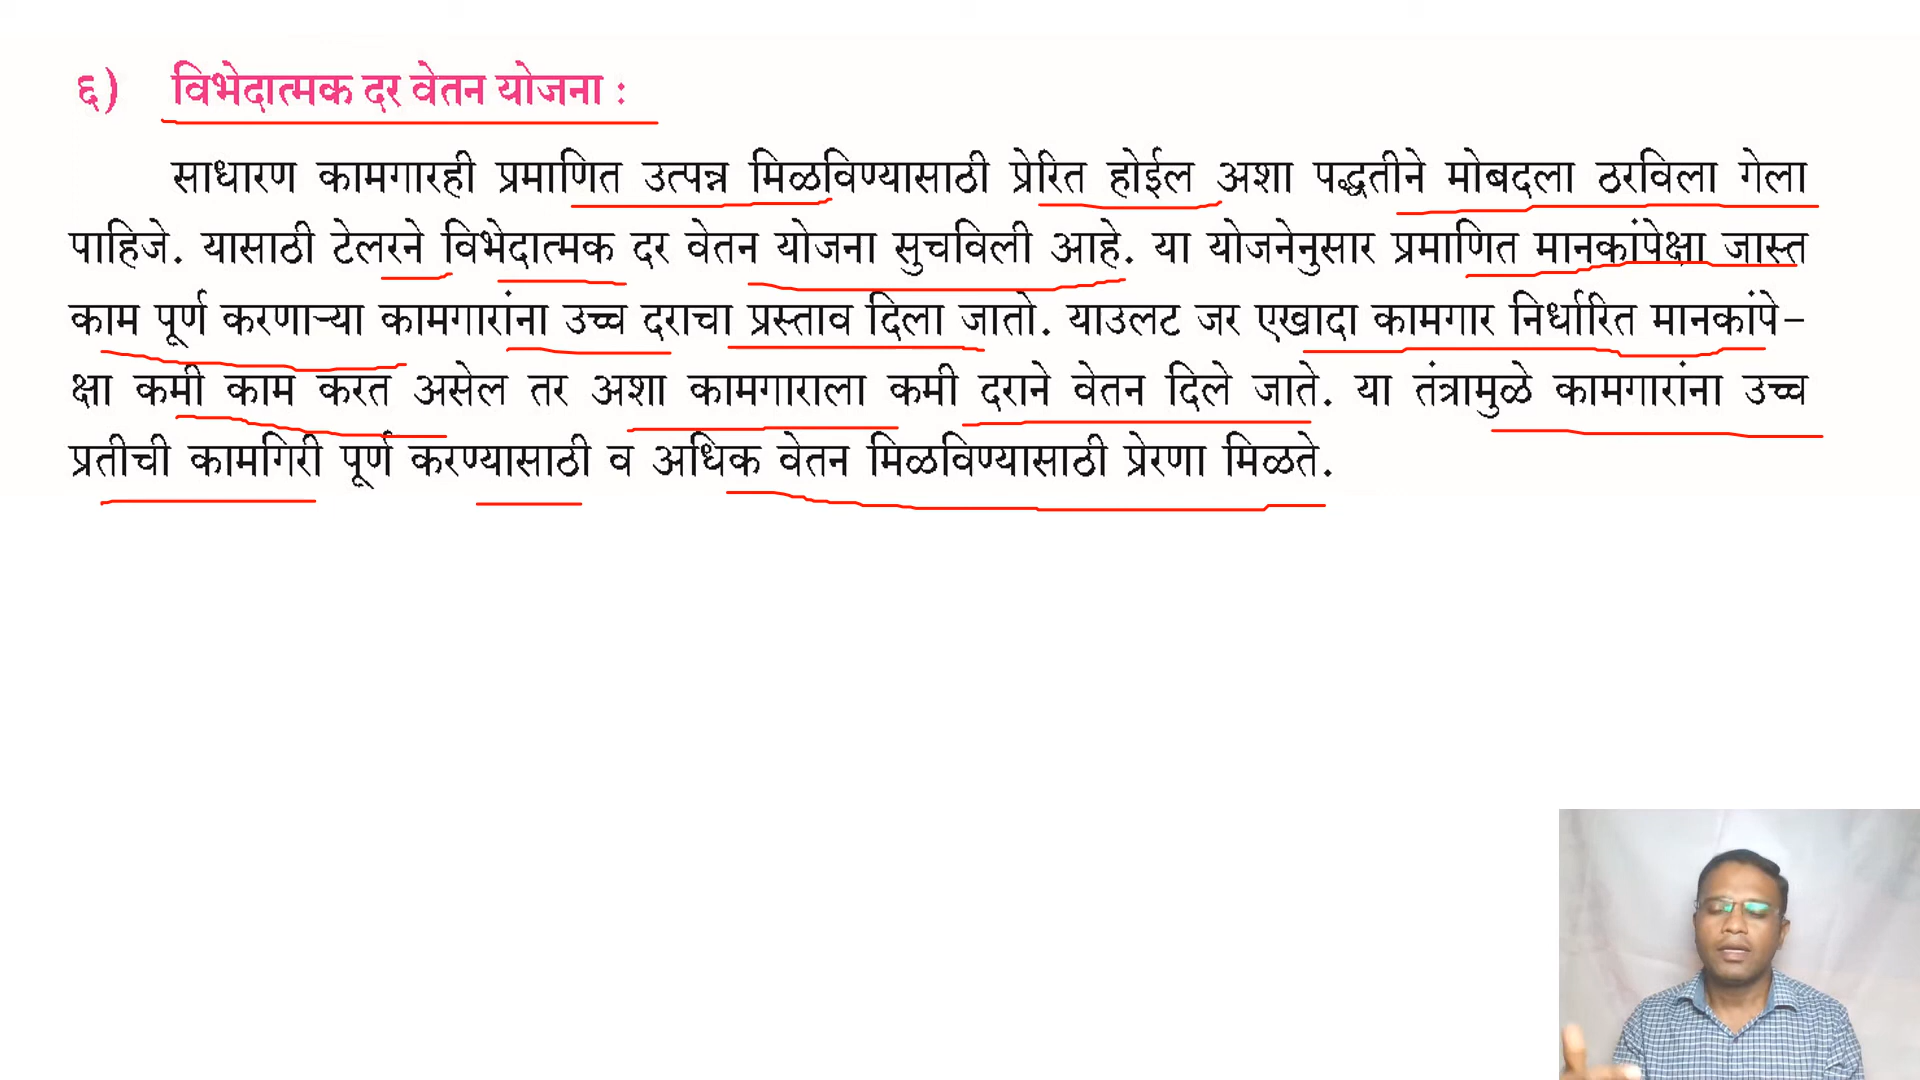 ६) विभेदात्मक दर वेतन योजना :
साधारण कामगारही प्रमाणित उत्पन्न मिळविण्यासाठी प्रेरित होईल अशा पद्धतीने मोबदला ठरविला गेला
पाहिजे. यासाठी टेलरने विभेदात्मक दर वेतन योजना सुचविली आहे. या योजनेनुसार प्रमाणित मानकांपेक्षा जास्त
काम पूर्ण करणाऱ्या कामगारांना उच्च दराचा प्रस्ताव दिला जातो. याउलट जर एखादा कामगार निर्धारित मानकांपे-
क्षा कमी काम करत असेल तर अशा कामगाराला कमी दराने वेतन दिले जाते. या तंत्रामुळे कामगारांना उच्च
प्रतीची कामगिरी पूर्ण करण्यासाठी व अधिक वेतन मिळविण्यासाठी प्रेरणा मिळते.